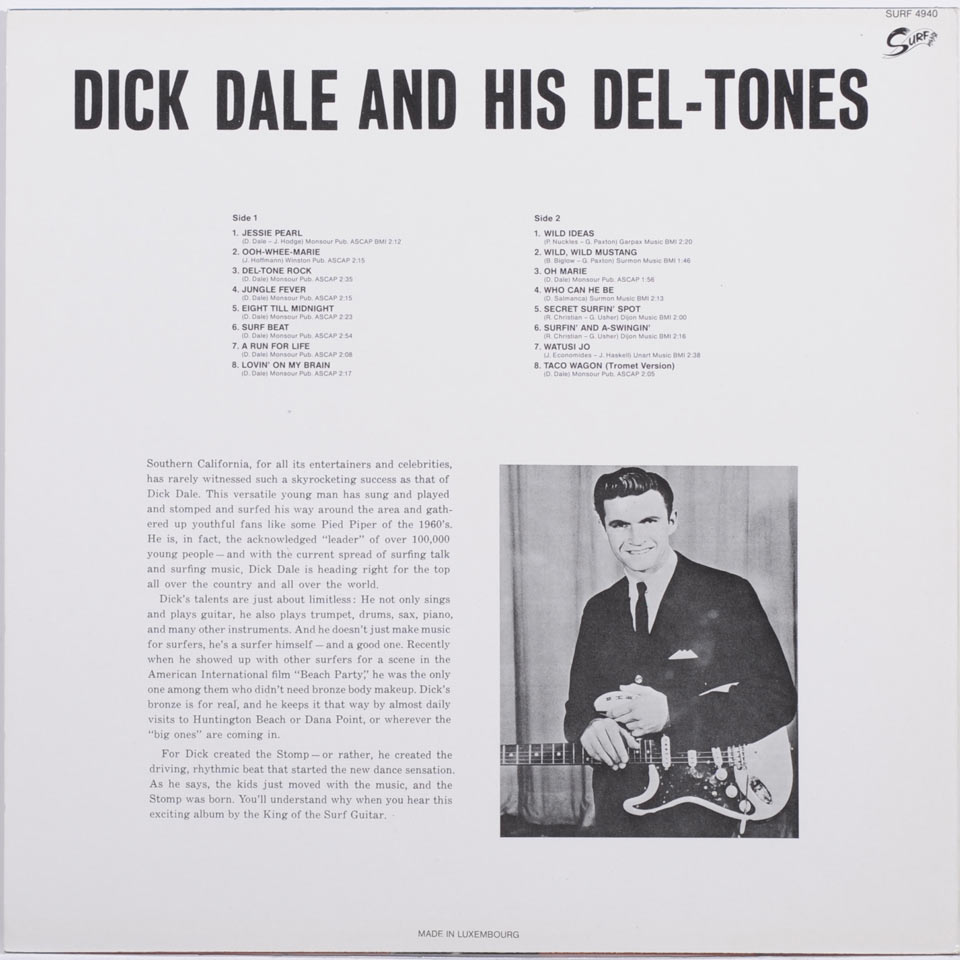 SURF 4940
SURF
DICK DALE AND HIS DEL-TONES
Side 1
1. JESSIE PEARL
(D. Dale – J. Hodge) Monsour Pub. ASCAP BMI 2:12
2. OOH-WHEE-MARIE
(J. Hoffmann) Winston Pub. ASCAP 2:15
3. DEL-TONE ROCK
(D. Dale) Monsour Pub. ASCAP 2:35
4. JUNGLE FEVER
(D. Dale) Monsour Pub. ASCAP 2:15
5. EIGHT TILL MIDNIGHT
(D. Dale) Monsour Pub. ASCAP 2:23
6. SURF BEAT
(D. Dale) Monsour Pub. ASCAP 2:54
7. A RUN FOR LIFE
(D. Dale) Monsour Pub. ASCAP 2:08
8. LOVIN' ON MY BRAIN
(D. Dale) Monsour Pub. ASCAP 2:17
Side 2
1. WILD IDEAS
(P. Nuckles – G. Paxton) Garpax Music BMI 2:20
2. WILD, WILD MUSTANG
(B. Biglow – G. Paxton) Surmon Music BMI 1:46
3. OH MARIE
(D. Dale) Monsour Pub. ASCAP 1:56
4. WHO CAN HE BE
(D. Salmanca) Surmon Music BMI 2:13
5. SECRET SURFIN' SPOT
(R. Christian – G. Usher) Dijon Music BMI 2:00
6. SURFIN' AND A-SWINGIN'
(R. Christian – G. Usher) Dijon Music BMI 2:16
7. WATUSI JO
(J. Economides – J. Haskell) Unart Music BMI 2:38
8. TACO WAGON (Tromet Version)
(D. Dale) Monsour Pub. ASCAP 2:05
Southern California, for all its entertainers and celebrities,
has rarely witnessed such a skyrocketing success as that of
Dick Dale. This versatile young man has sung and played
and stomped and surfed his way around the area and gath-
ered up youthful fans like some Pied Piper of the 1960's.
He is, in fact, the acknowledged "leader" of over 100,000
young people — and with the current spread of surfing talk
and surfing music, Dick Dale is heading right for the top
all over the country and all over the world.
Dick's talents are just about limitless: He not only sings
and plays guitar, he also plays trumpet, drums, sax, piano,
and many other instruments. And he doesn't just make music
for surfers, he's a surfer himself — and a good one. Recently
when he showed up with other surfers for a scene in the
American International film "Beach Party," he was the only
one among them who didn't need bronze body makeup. Dick's
bronze is for real, and he keeps it that way by almost daily
visits to Huntington Beach or Dana Point, or wherever the
"big ones" are coming in.
For Dick created the Stomp — or rather, he created the
driving, rhythmic beat that started the new dance sensation.
As he says, the kids just moved with the music, and the
Stomp was born. You'll understand why when you hear this
exciting album by the King of the Surf Guitar.
MADE IN LUXEMBOURG